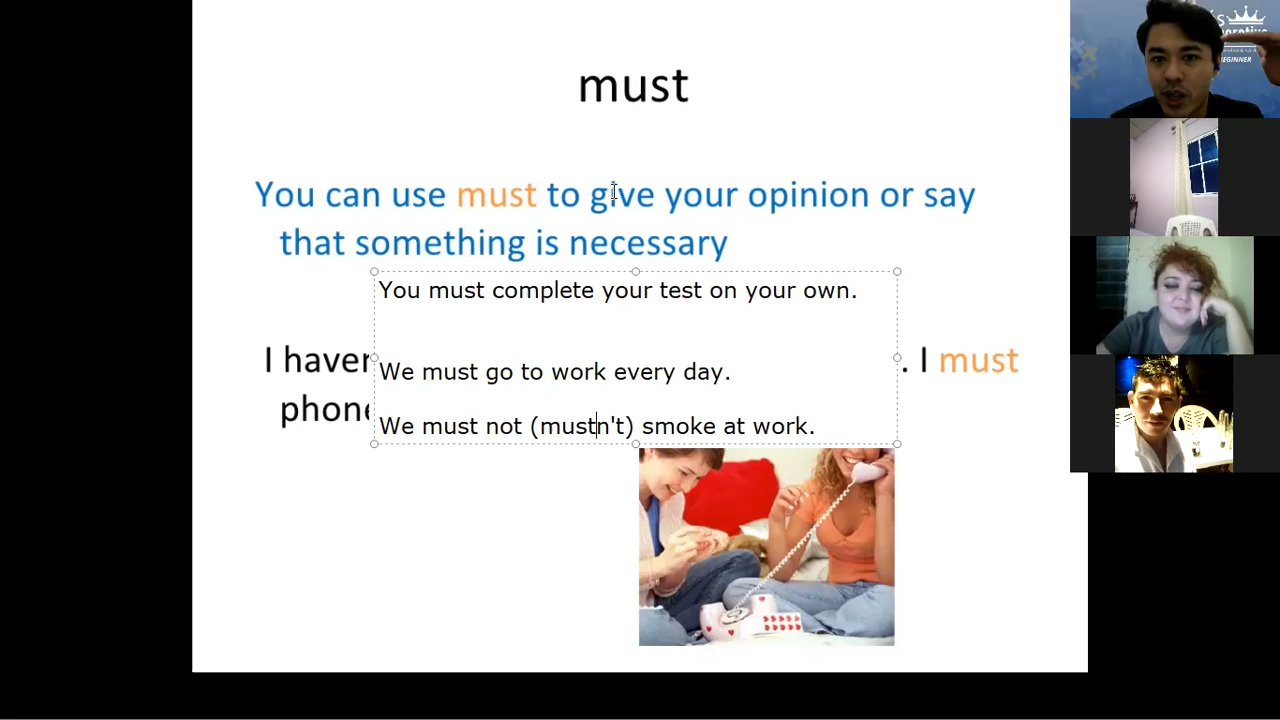 must
You can use must to give your opinion or say
that something is necessary
You must complete your test on your own.
We must go to work every day.
I must
We must not (mustn't) smoke at work.
BEGINNER